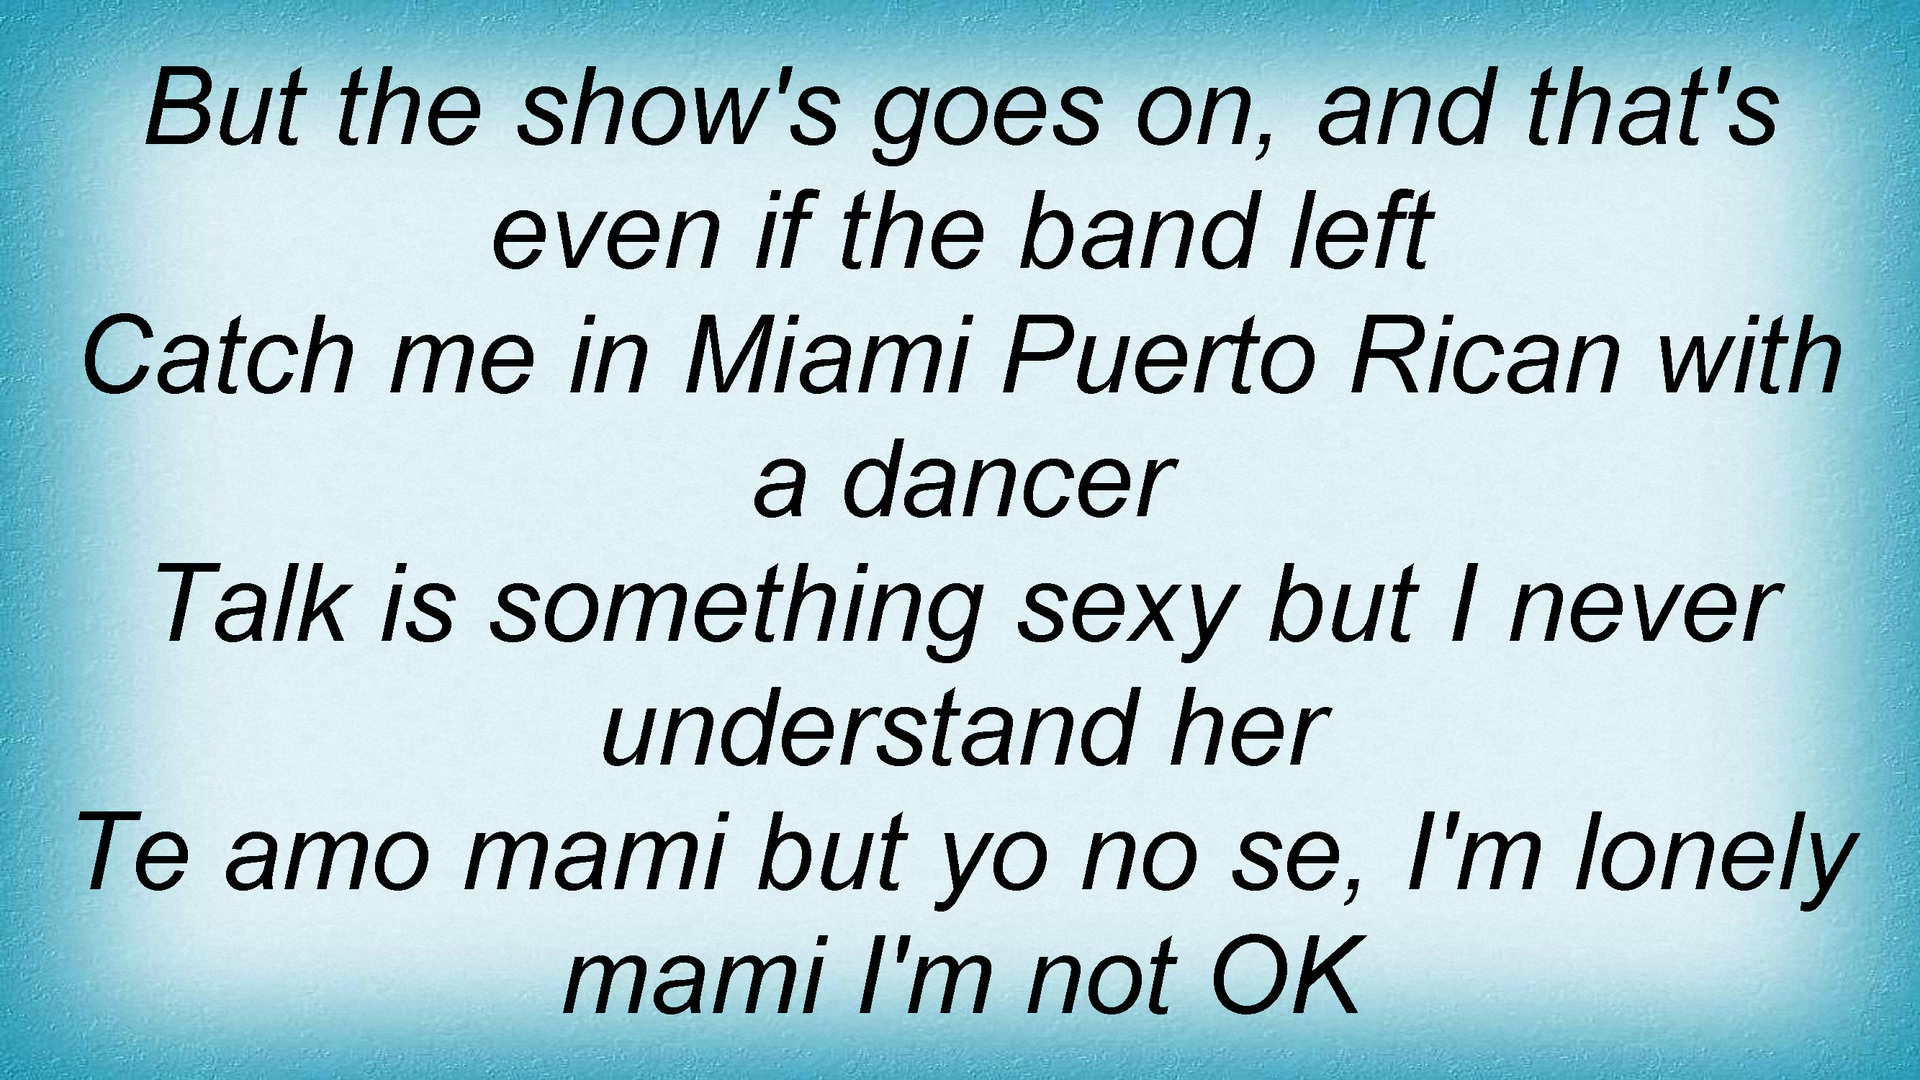 But the show's goes on, and that's
even if the band left
Catch me in Miami Puerto Rican with
a dancer
Talk is something sexy but I never
understand her
Te amo mami but yo no se, I'm lonely
mami I'm not OK